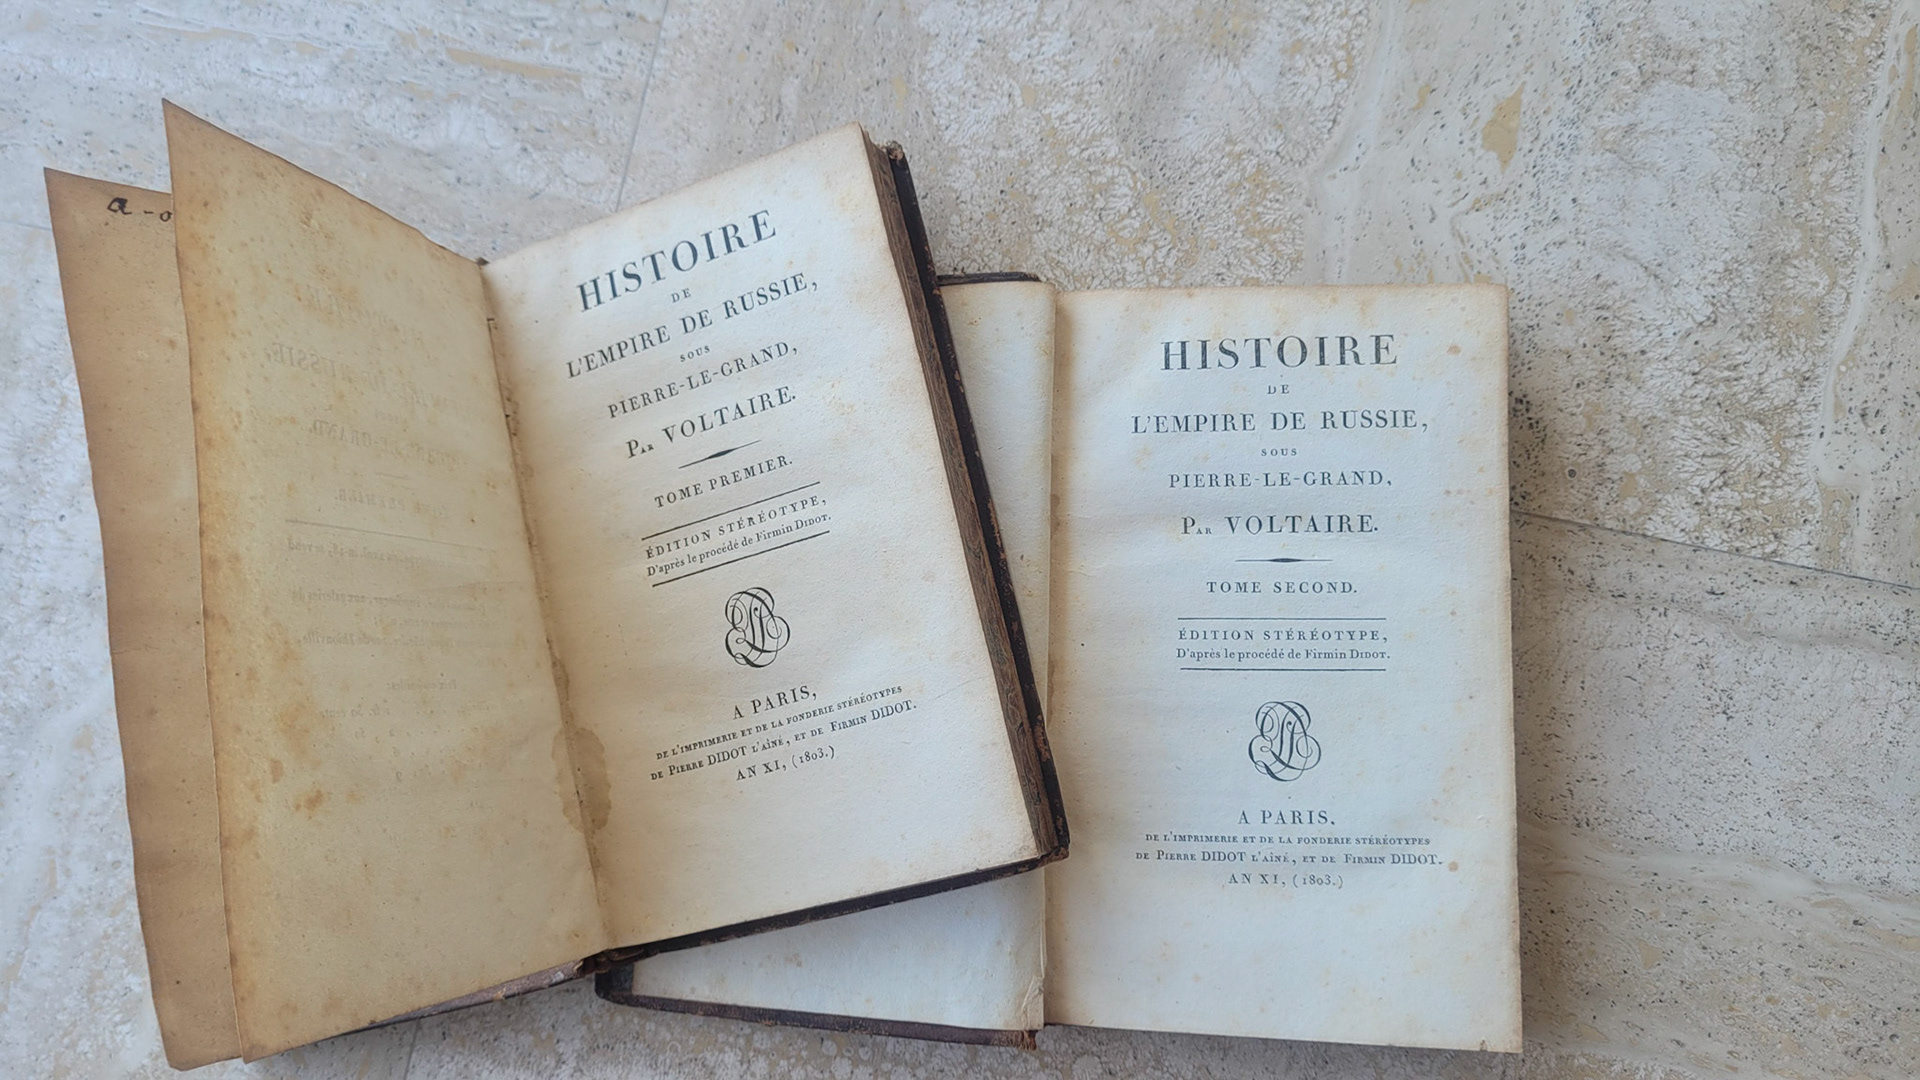 a-o
HISTOIRE
DE
L'EMPIRE DE RUSSIE,
SOUS
PIERRE-LE-GRAND,
PAR VOLTAIRE.
TOME PREMIER.
ÉDITION STÉRÉOTYPE,
D'après le procédé de Firmin DIDOT.
A PARIS,
DE L'IMPRIMERIE ET DE LA FONDERIE STÉRÉOTYPES
DE PIERRE DIDOT L'AÎNÉ, ET DE FIRMIN DIDOT.
AN XI, (1803.)
HISTOIRE
DE
L'EMPIRE DE RUSSIE,
SOUS
PIERRE-LE-GRAND,
PAR VOLTAIRE.
TOME SECOND.
ÉDITION STÉRÉOTYPE,
D'après le procédé de Firmin DIDOT.
A PARIS,
DE L'IMPRIMERIE ET DE LA FONDERIE STÉRÉOTYPES
DE PIERRE DIDOT L'AÎNÉ, ET DE FIRMIN DIDOT.
AN XI, (1803.)